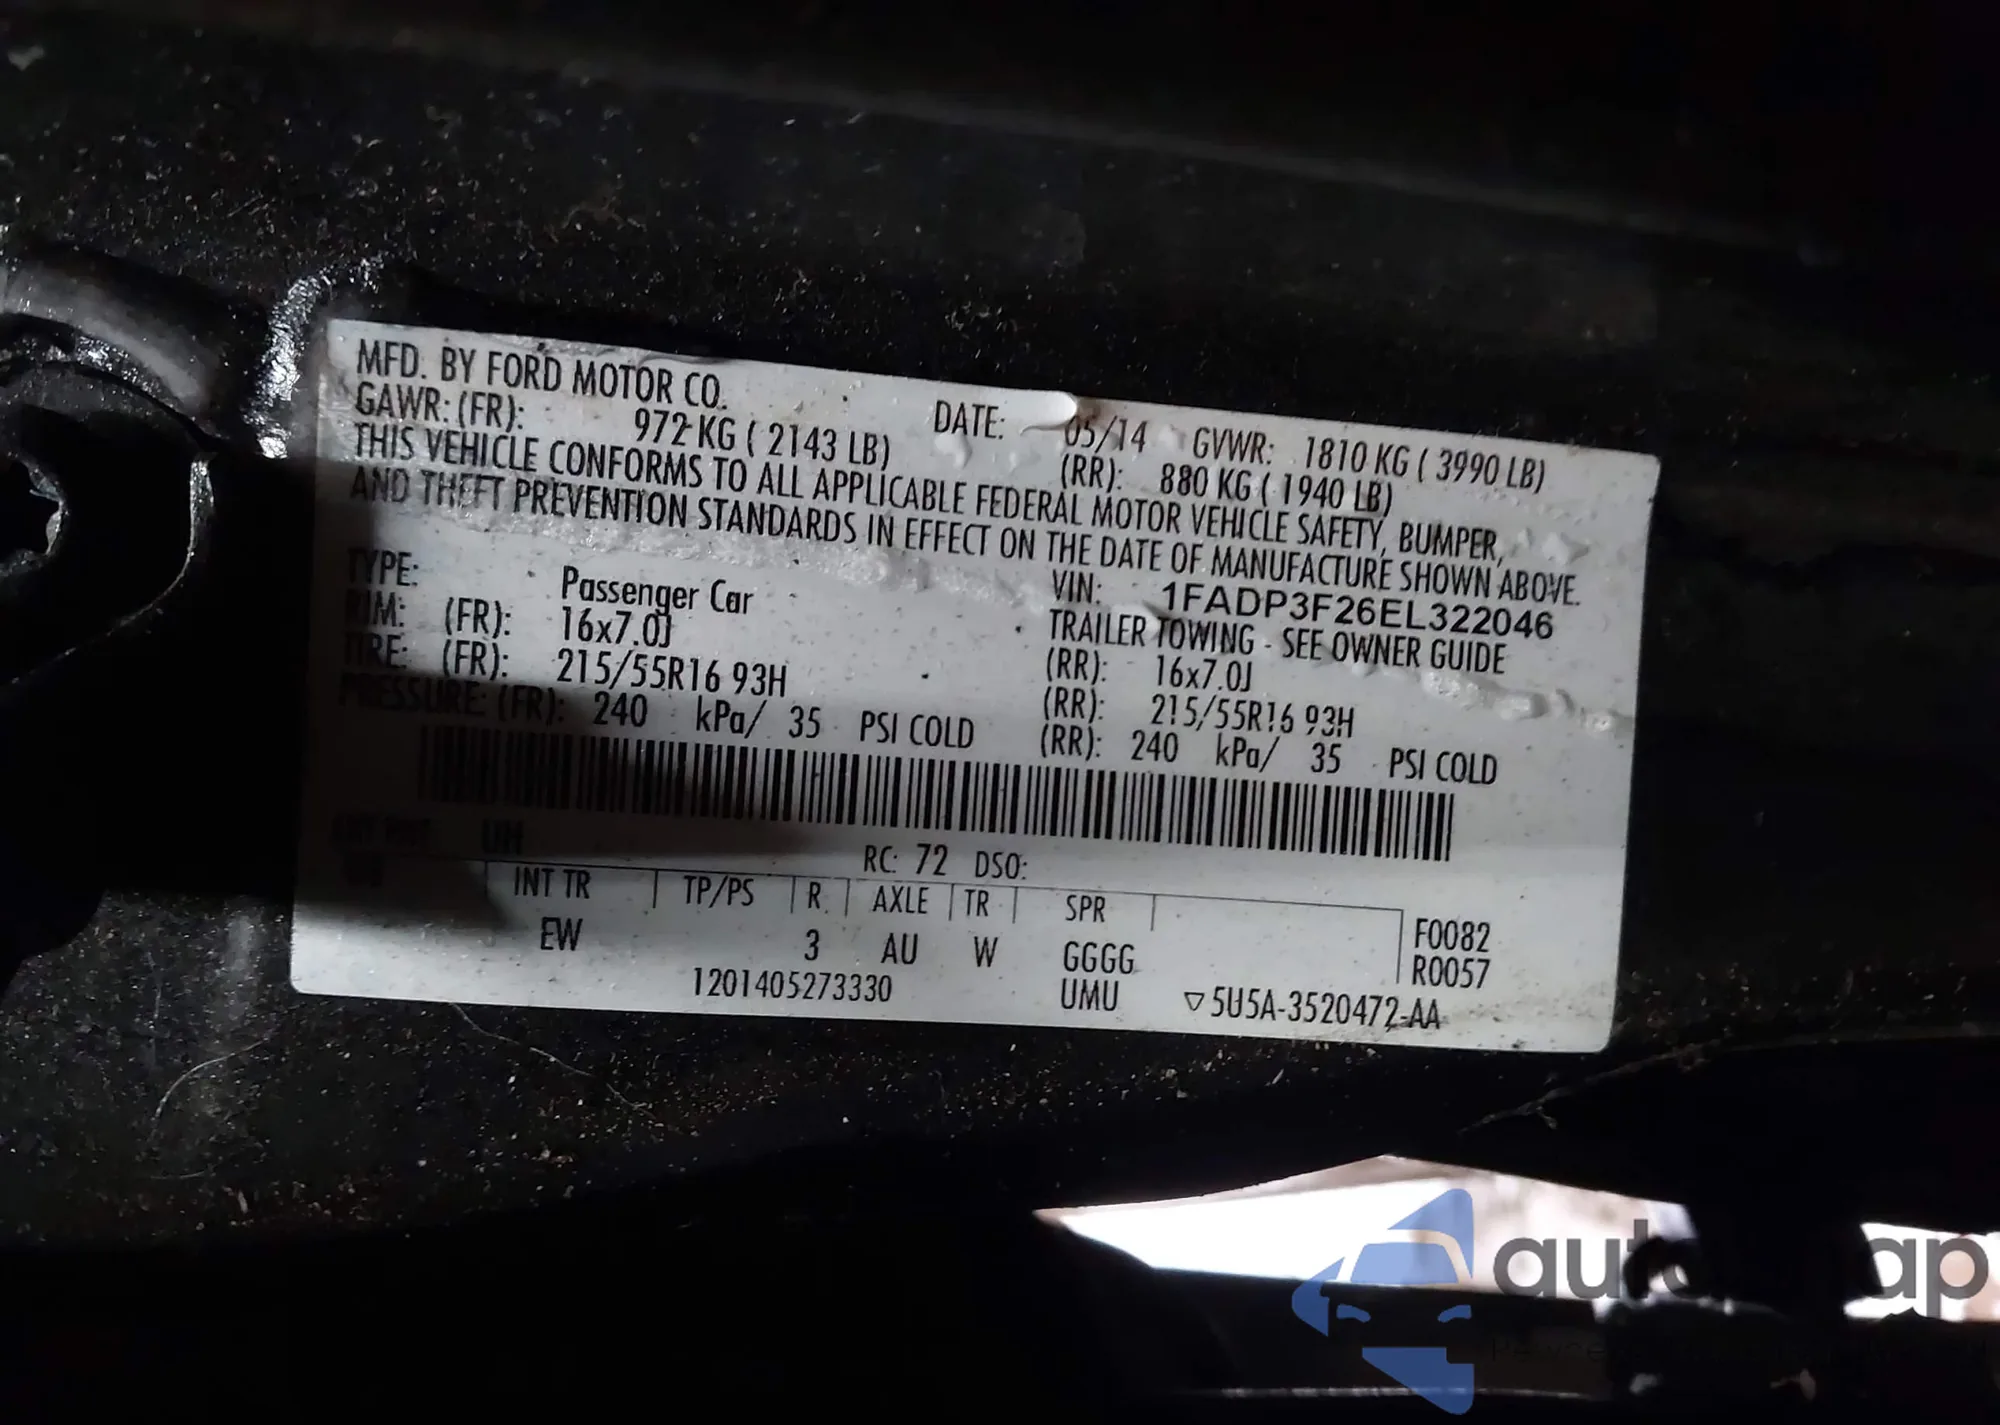 MFD. BY FORD MOTOR CO. DATE: 05/14 GVWR: 1810 KG ( 3990 LB)
GAWR: (FR): 972 KG ( 2143 LB) (RR): 880 KG ( 1940 LB)
THIS VEHICLE CONFORMS TO ALL APPLICABLE FEDERAL MOTOR VEHICLE SAFETY, BUMPER,
AND THEFT PREVENTION STANDARDS IN EFFECT ON THE DATE OF MANUFACTURE SHOWN ABOVE.
VIN: 1FADP3F26EL322046
TYPE: Passenger Car TRAILER TOWING - SEE OWNER GUIDE
RIM: (FR): 16x7.0J (RR): 16x7.0J
TIRE: (FR): 215/55R16 93H (RR): 215/55R16 93H
PRESSURE: (FR): 240 kPa/ 35 PSI COLD (RR): 240 kPa/ 35 PSI COLD
RC: 72 DSO:
INT TR TP/PS R. AXLE TR SPR
F0082
EW 3 AU W GGGG R0057
1201405273330 UMU ▽5U5A-3520472-AA